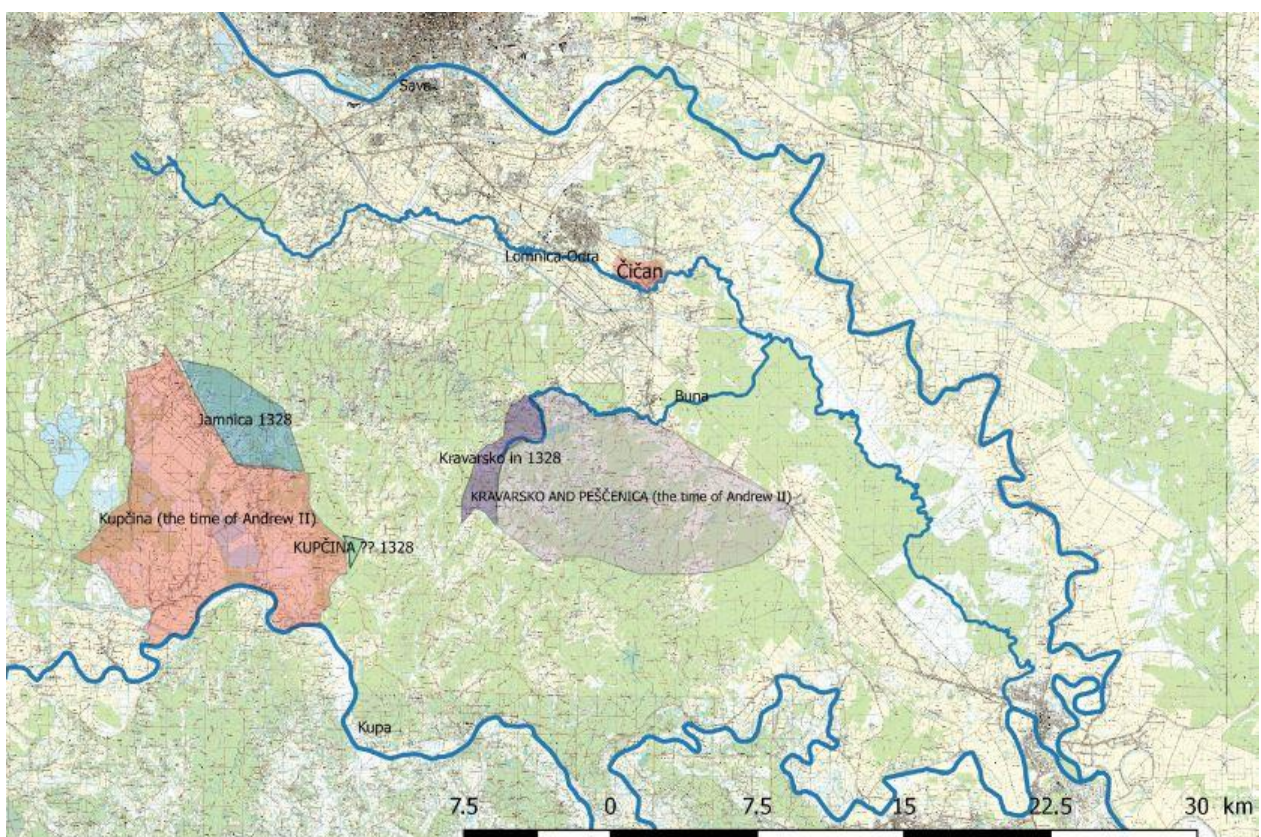 Sava
Lomnica-Odra
Čičan
Buna
Jamnica 1328
Kravarsko in 1328
KRAVARSKO AND PEŠČENICA (the time of Andrew II)
Kupčina (the time of Andrew II)
KUPČINA ?? 1328
Kupa
7.5 0 7.5 15 22.5 30 km